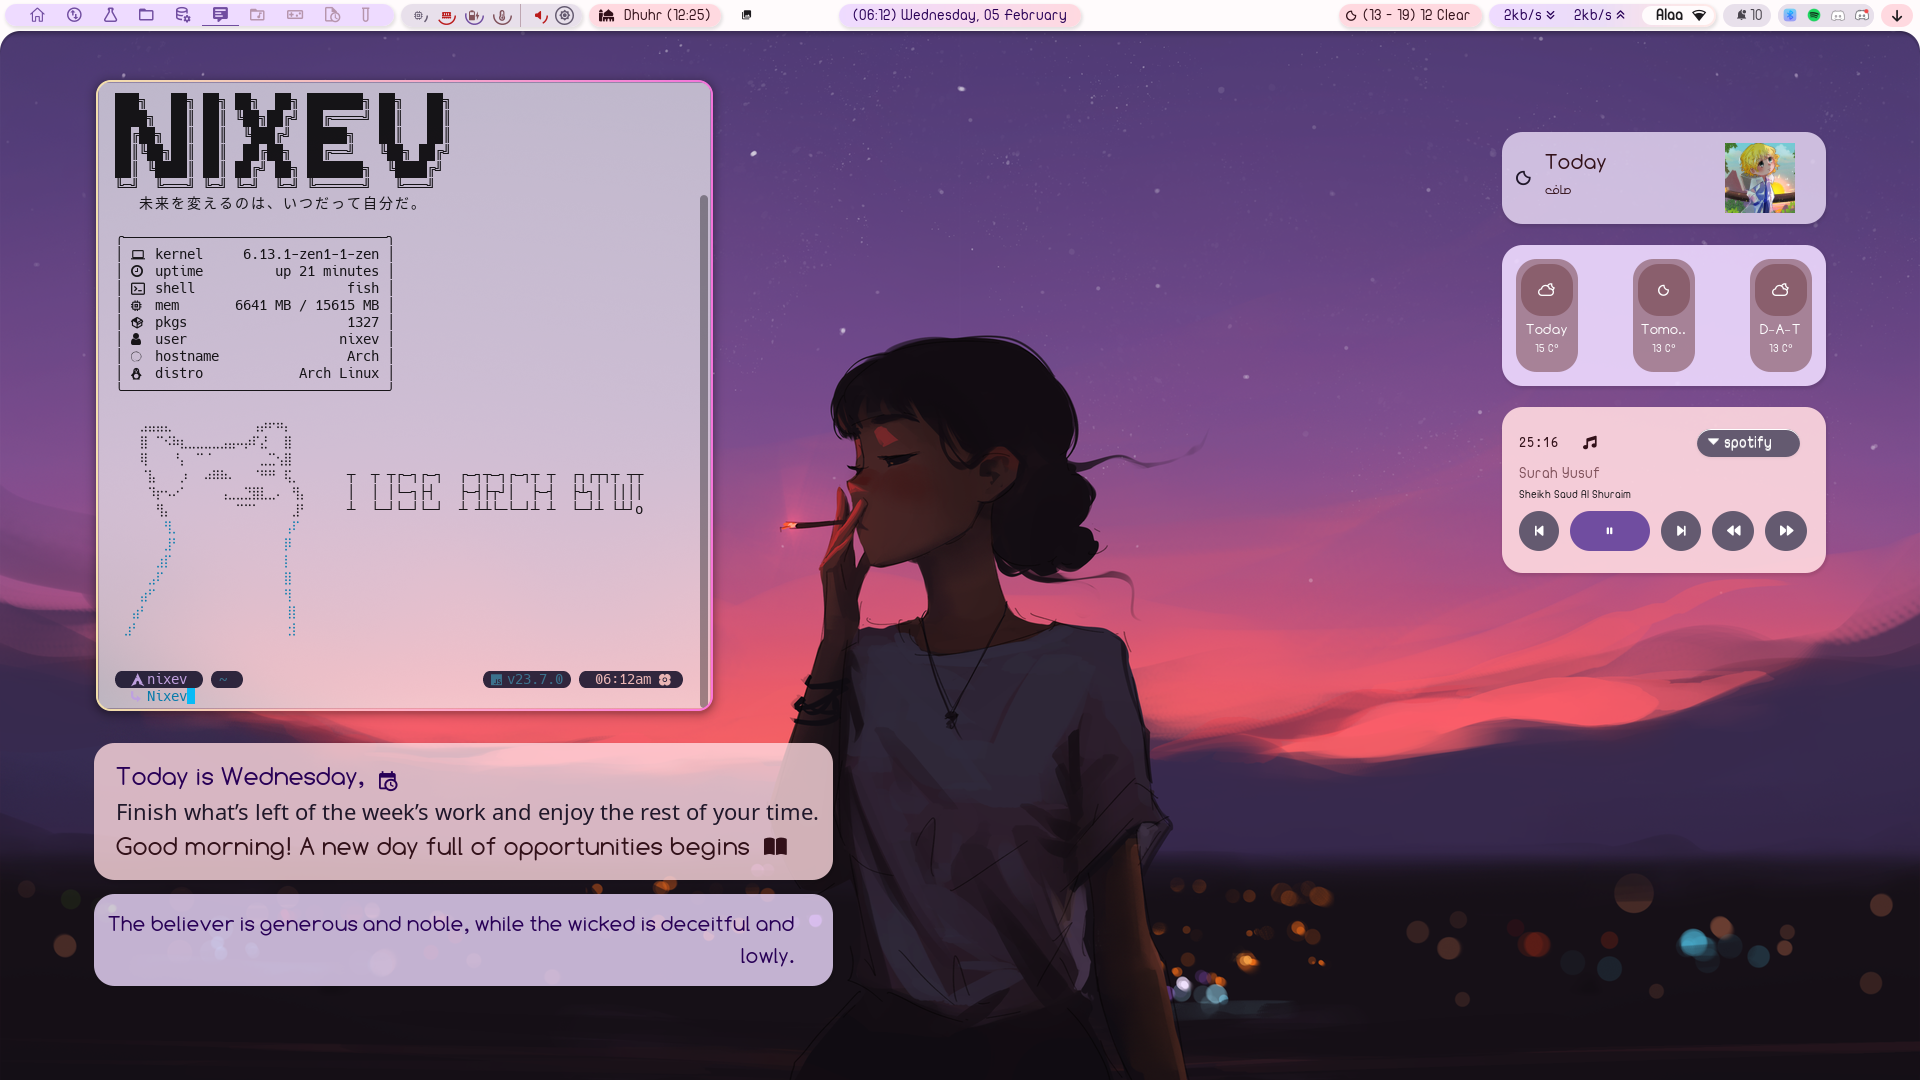 Dhuhr (12:25)
(06:12) Wednesday, 05 February
(13 - 19) 12 Clear
2kb/s
2kb/s
Alaa
10
NIXEV
未来を変えるのは、いつだって自分だ。
kernel 6.13.1-zen1-1-zen
uptime up 21 minutes
shell fish
mem 6641 MB / 15615 MB
pkgs 1327
user nixev
hostname Arch
distro Arch Linux
I USE ARCH BTW
nixev ~ v23.7.0 06:12am
Nixev
Today is Wednesday,
Finish what's left of the week's work and enjoy the rest of your time.
Good morning! A new day full of opportunities begins
The believer is generous and noble, while the wicked is deceitful and
lowly.
Today
صافي
Today
15 C°
Tomo..
13 C°
D-A-T
13 C°
25:16
spotify
Surah Yusuf
Sheikh Saud Al Shuraim